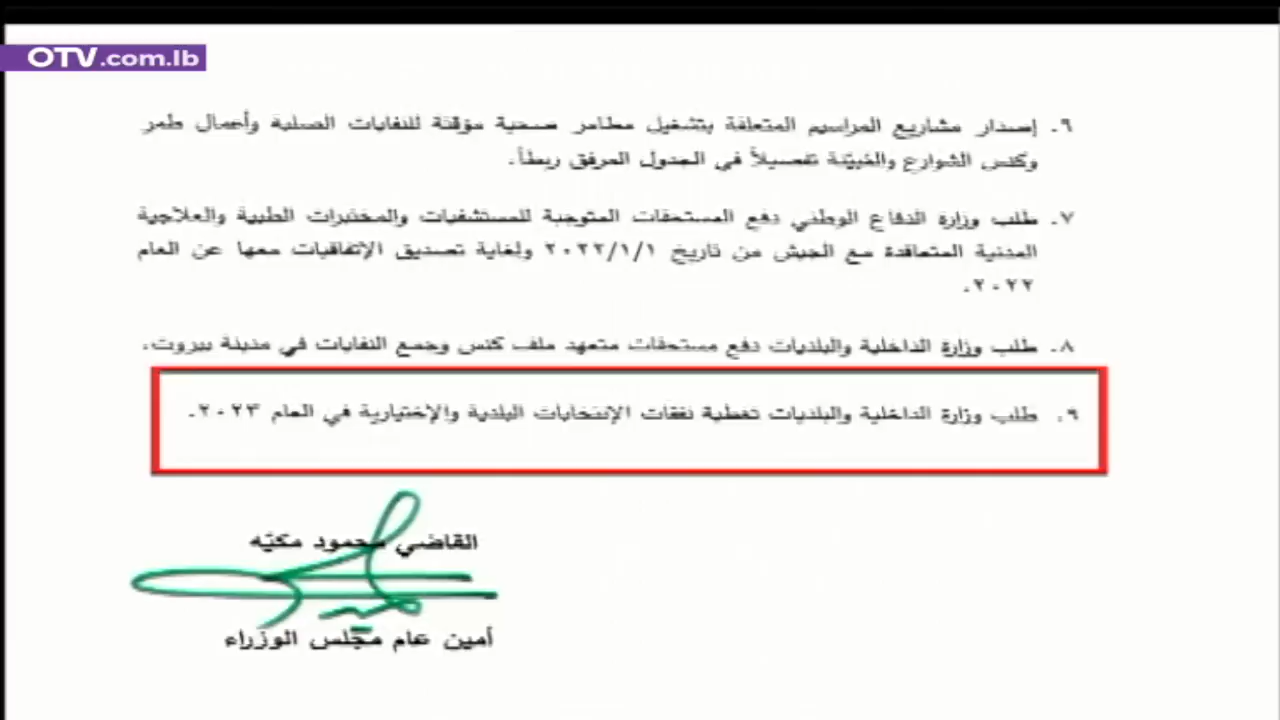 OTV.com.lb
٦. إصدار مشاريع المراسيم المتعلقة بتشغيل مطامر صحية مؤقتة للنفايات الصلبة وأعمال طمر
وكنس الشوارع والمبيّنة تفصيلاً في الجدول المرفق ربطاً.
٧. طلب وزارة الدفاع الوطني دفع المستحقات المتوجبة للمستشفيات والمختبرات الطبية والعلاجية
المدنية المتعاقدة مع الجيش من تاريخ ٢٠٢٢/١/١ ولغاية تصديق الإتفاقيات معها عن العام
٢٠٢٢.
٨. طلب وزارة الداخلية والبلديات دفع مستحقات متعهد ملف كنس وجمع النفايات في مدينة بيروت.
٩. طلب وزارة الداخلية والبلديات تغطية نفقات الإنتخابات البلدية والإختيارية في العام ٢٠٢٣.
القاضي محمود مكيّه
أمين عام مجلس الوزراء